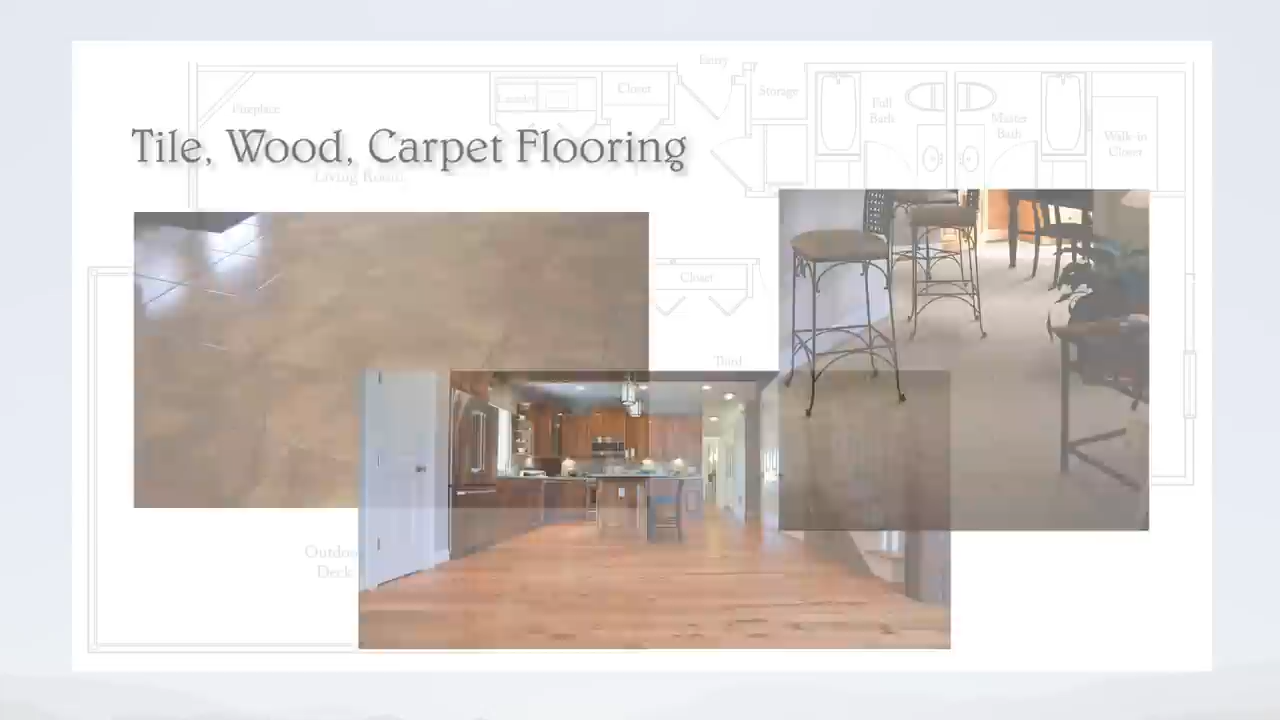 Entry
Closet
Storage
Laundry
Fireplace
Full
Bath
Master
Bath
Walk-in
Closet
Tile, Wood, Carpet Flooring
Living Room
Closet
Third
Outdoor
Deck